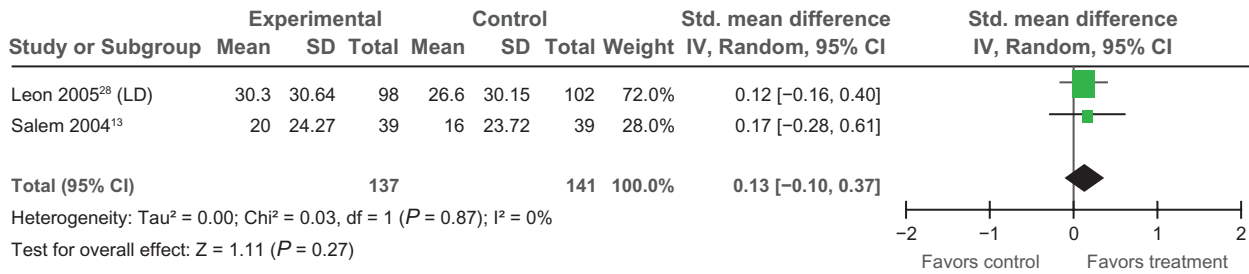 Experimental Control Std. mean difference Std. mean difference
Study or Subgroup Mean SD Total Mean SD Total Weight IV, Random, 95% CI IV, Random, 95% CI
Leon 2005²⁸ (LD) 30.3 30.64 98 26.6 30.15 102 72.0% 0.12 [−0.16, 0.40]
Salem 2004¹³ 20 24.27 39 16 23.72 39 28.0% 0.17 [−0.28, 0.61]
Total (95% CI) 137 141 100.0% 0.13 [−0.10, 0.37]
Heterogeneity: Tau² = 0.00; Chi² = 0.03, df = 1 (P = 0.87); I² = 0%
Test for overall effect: Z = 1.11 (P = 0.27)
−2 −1 0 1 2
Favors control Favors treatment